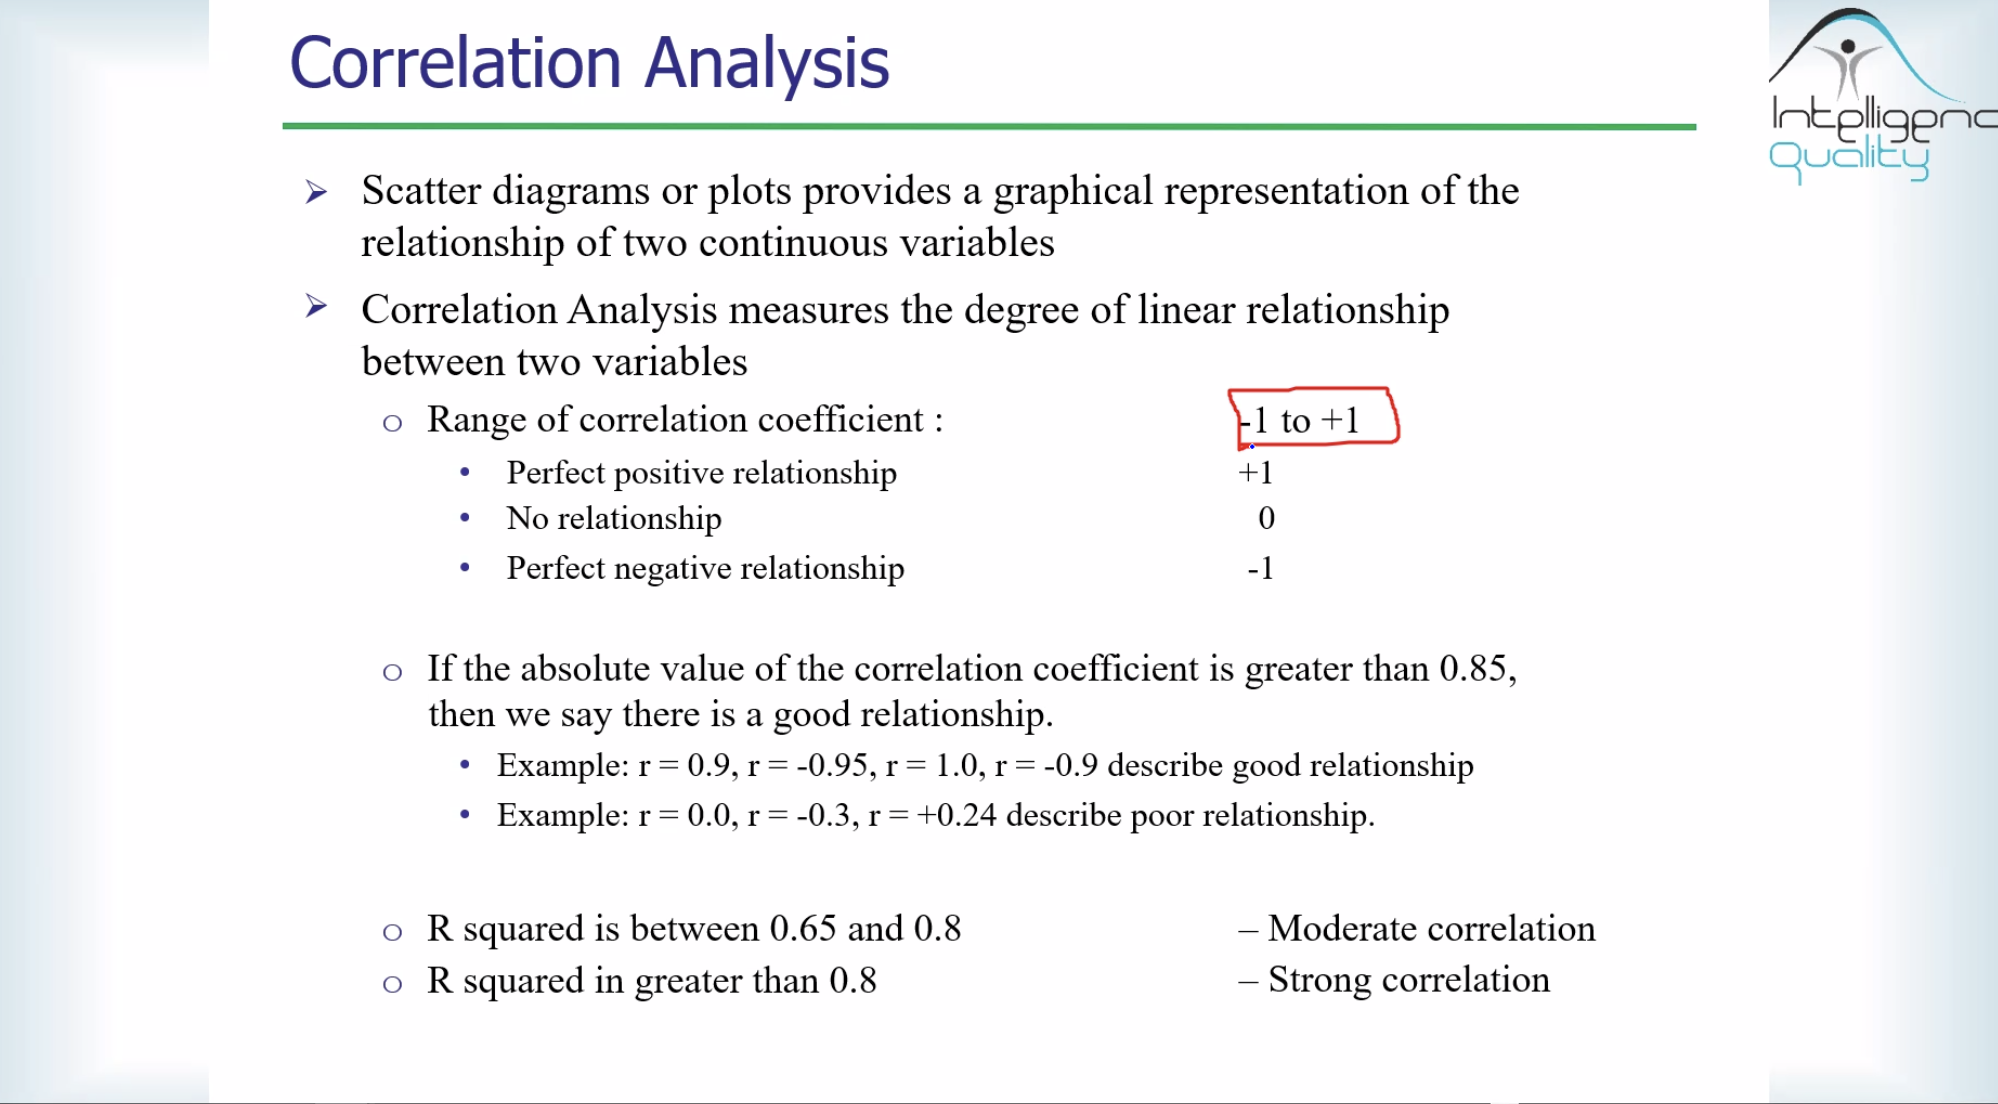 Correlation Analysis
Intelligenc
Quality
➢ Scatter diagrams or plots provides a graphical representation of the
relationship of two continuous variables
➢ Correlation Analysis measures the degree of linear relationship
between two variables
o Range of correlation coefficient : -1 to +1
• Perfect positive relationship +1
• No relationship 0
• Perfect negative relationship -1
o If the absolute value of the correlation coefficient is greater than 0.85,
then we say there is a good relationship.
• Example: r = 0.9, r = -0.95, r = 1.0, r = -0.9 describe good relationship
• Example: r = 0.0, r = -0.3, r = +0.24 describe poor relationship.
o R squared is between 0.65 and 0.8 – Moderate correlation
o R squared in greater than 0.8 – Strong correlation